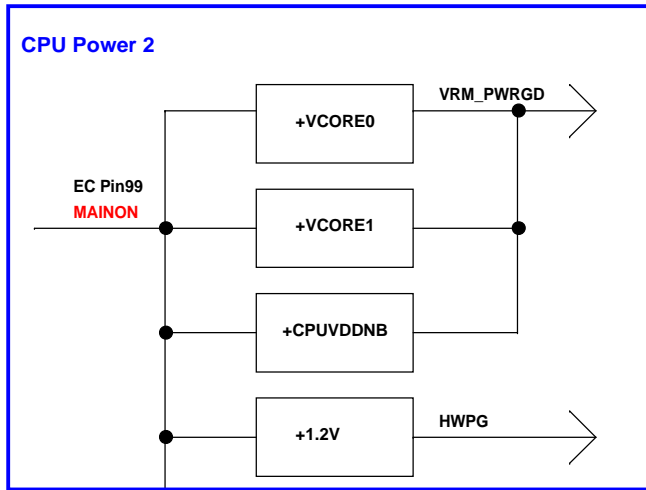 CPU Power 2
VRM_PWRGD
+VCORE0
EC Pin99
MAINON
+VCORE1
+CPUVDDNB
+1.2V
HWPG